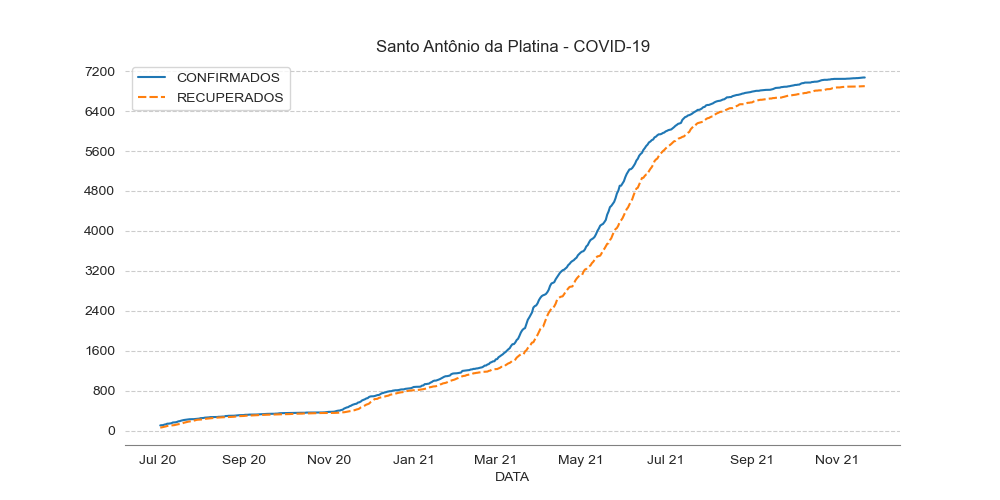 Santo Antônio da Platina - COVID-19
CONFIRMADOS
RECUPERADOS
7200
6400
5600
4800
4000
3200
2400
1600
800
0
Jul 20 Sep 20 Nov 20 Jan 21 Mar 21 May 21 Jul 21 Sep 21 Nov 21
DATA